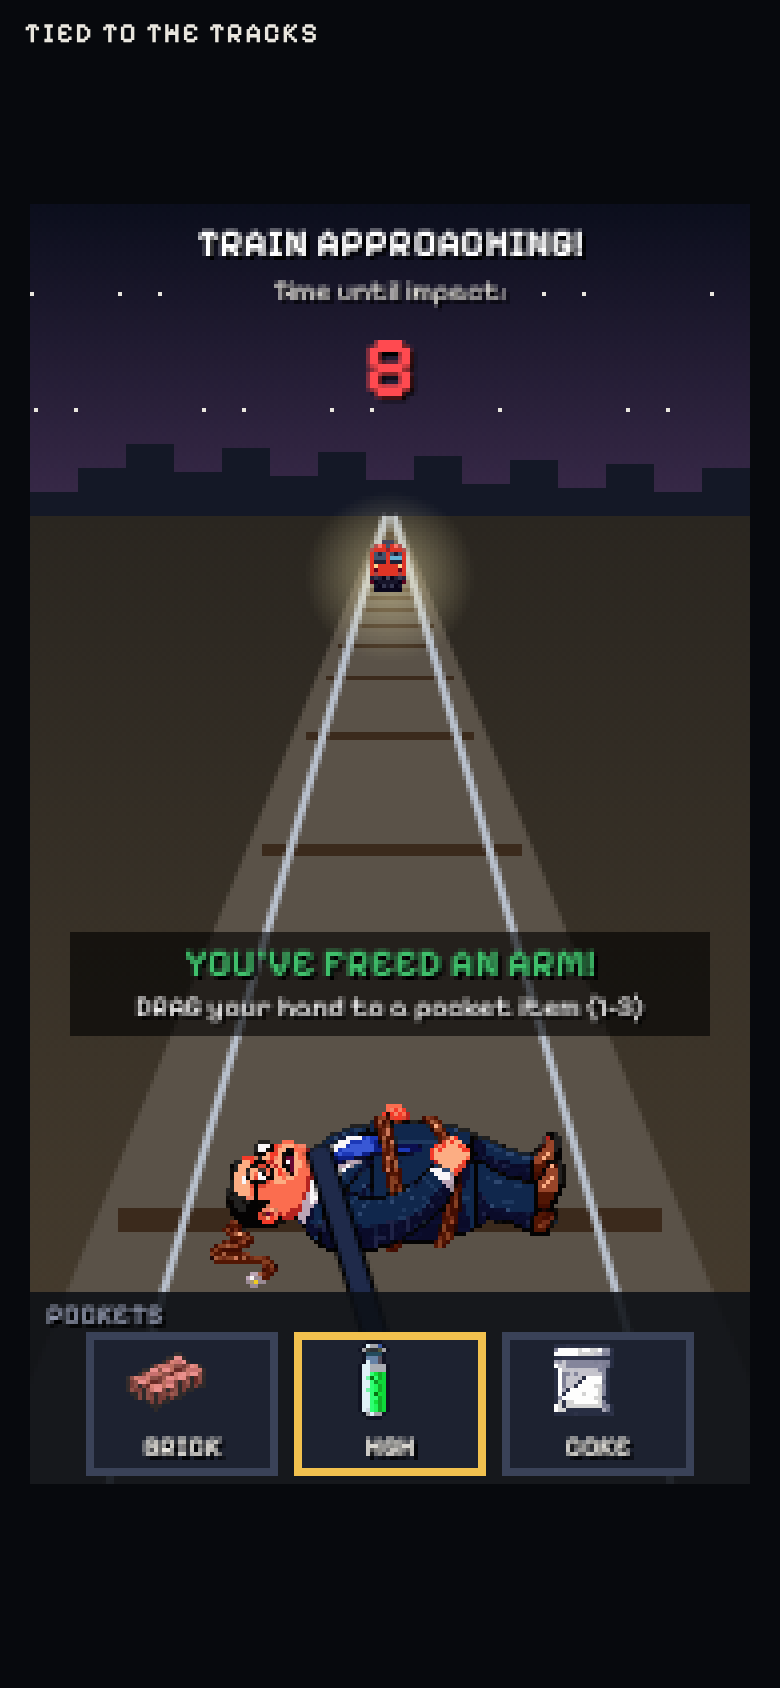 TIED TO THE TRACKS
TRAIN APPROACHING!
Time until impact:
8
YOU'VE FREED AN ARM!
DRAG your hand to a pocket item (1-3)
POCKETS
BRICK
HGH
COKE